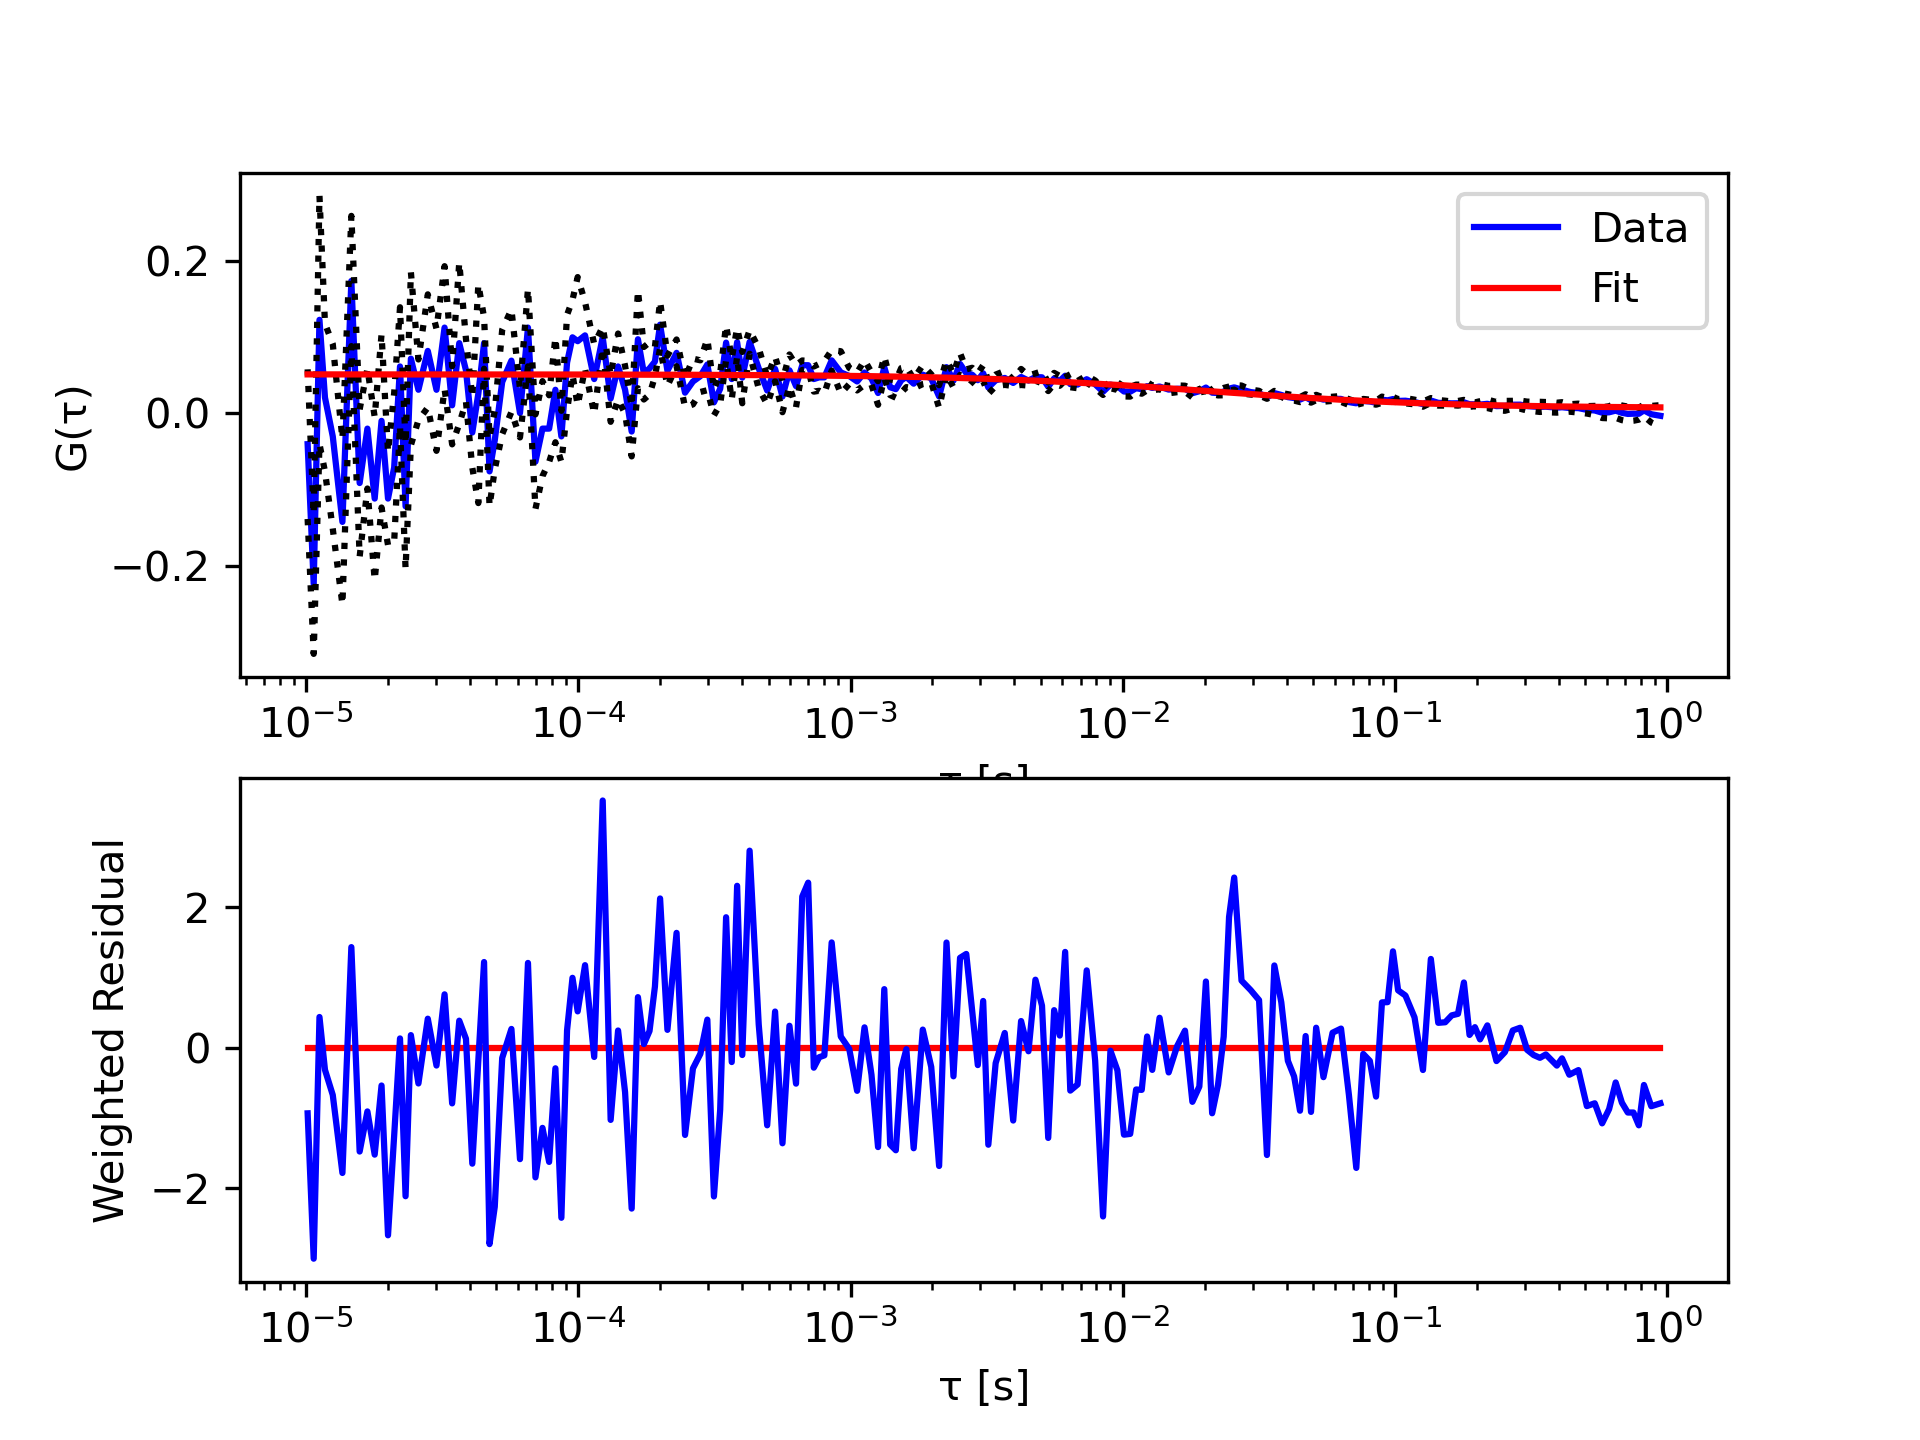 G(τ)
0.2
0.0
−0.2
Data
Fit
10⁻⁵ 10⁻⁴ 10⁻³ 10⁻² 10⁻¹ 10⁰
τ [s]
Weighted Residual
2
0
−2
10⁻⁵ 10⁻⁴ 10⁻³ 10⁻² 10⁻¹ 10⁰
τ [s]